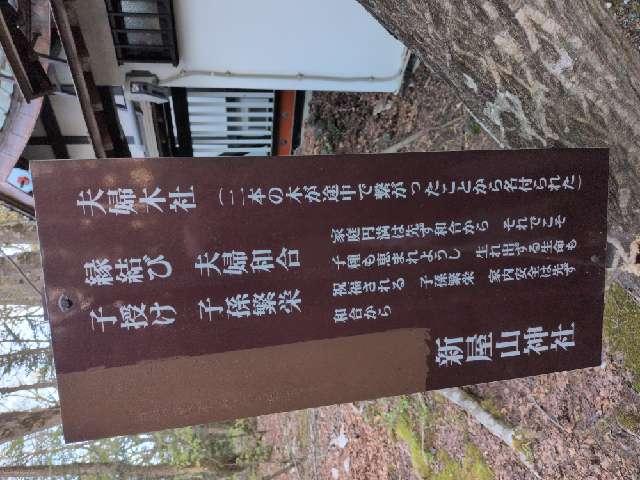 夫婦木社 (二本の木が途中で繋がったことから名付られた)
縁結び 夫婦和合
子授け 子孫繁栄
家庭円満は先ず和合から それでこそ
子種も恵まれようし 生れ出する生命も
祝福される 子孫繁栄 家内安全は先ず
和合から
新屋山神社